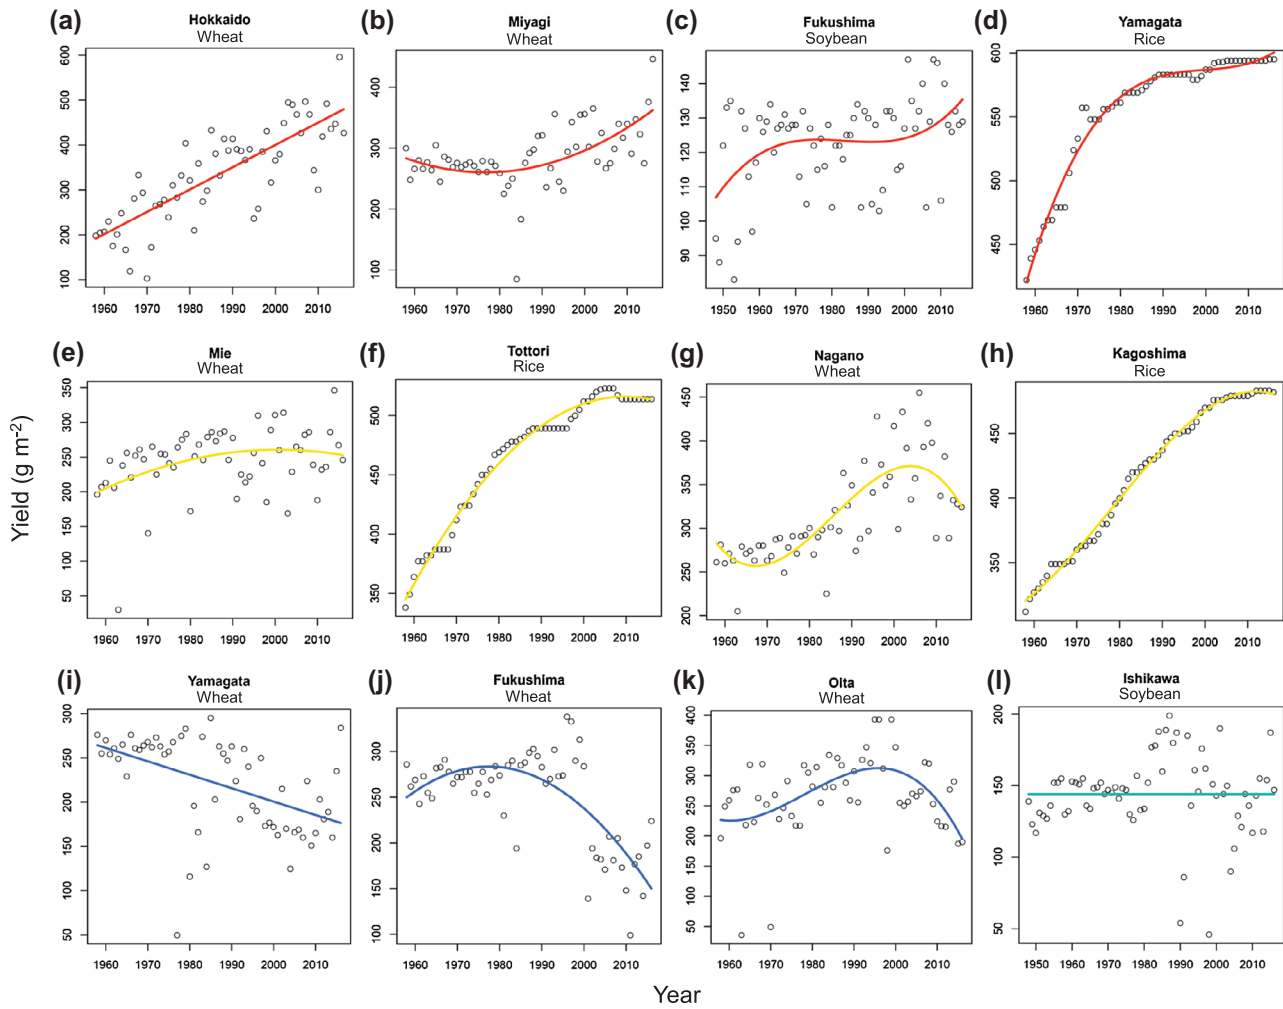 (a) Hokkaido
Wheat
(b) Miyagi
Wheat
(c) Fukushima
Soybean
(d) Yamagata
Rice
600
500
400
300
200
100
1960 1970 1980 1990 2000 2010
400
300
200
100
1960 1970 1980 1990 2000 2010
140
130
120
110
100
90
1950 1960 1970 1980 1990 2000 2010
600
550
500
450
1960 1970 1980 1990 2000 2010
(e) Mie
Wheat
(f) Tottori
Rice
(g) Nagano
Wheat
(h) Kagoshima
Rice
350
300
250
200
150
50
1960 1970 1980 1990 2000 2010
500
450
400
350
1960 1970 1980 1990 2000 2010
450
400
350
300
250
200
1960 1970 1980 1990 2000 2010
450
400
350
1960 1970 1980 1990 2000 2010
Yield (g m-2)
(i) Yamagata
Wheat
(j) Fukushima
Wheat
(k) Oita
Wheat
(l) Ishikawa
Soybean
300
250
200
150
100
50
1960 1970 1980 1990 2000 2010
300
250
200
150
100
1960 1970 1980 1990 2000 2010
400
350
300
250
200
150
100
50
1960 1970 1980 1990 2000 2010
200
150
100
50
1950 1960 1970 1980 1990 2000 2010
Year